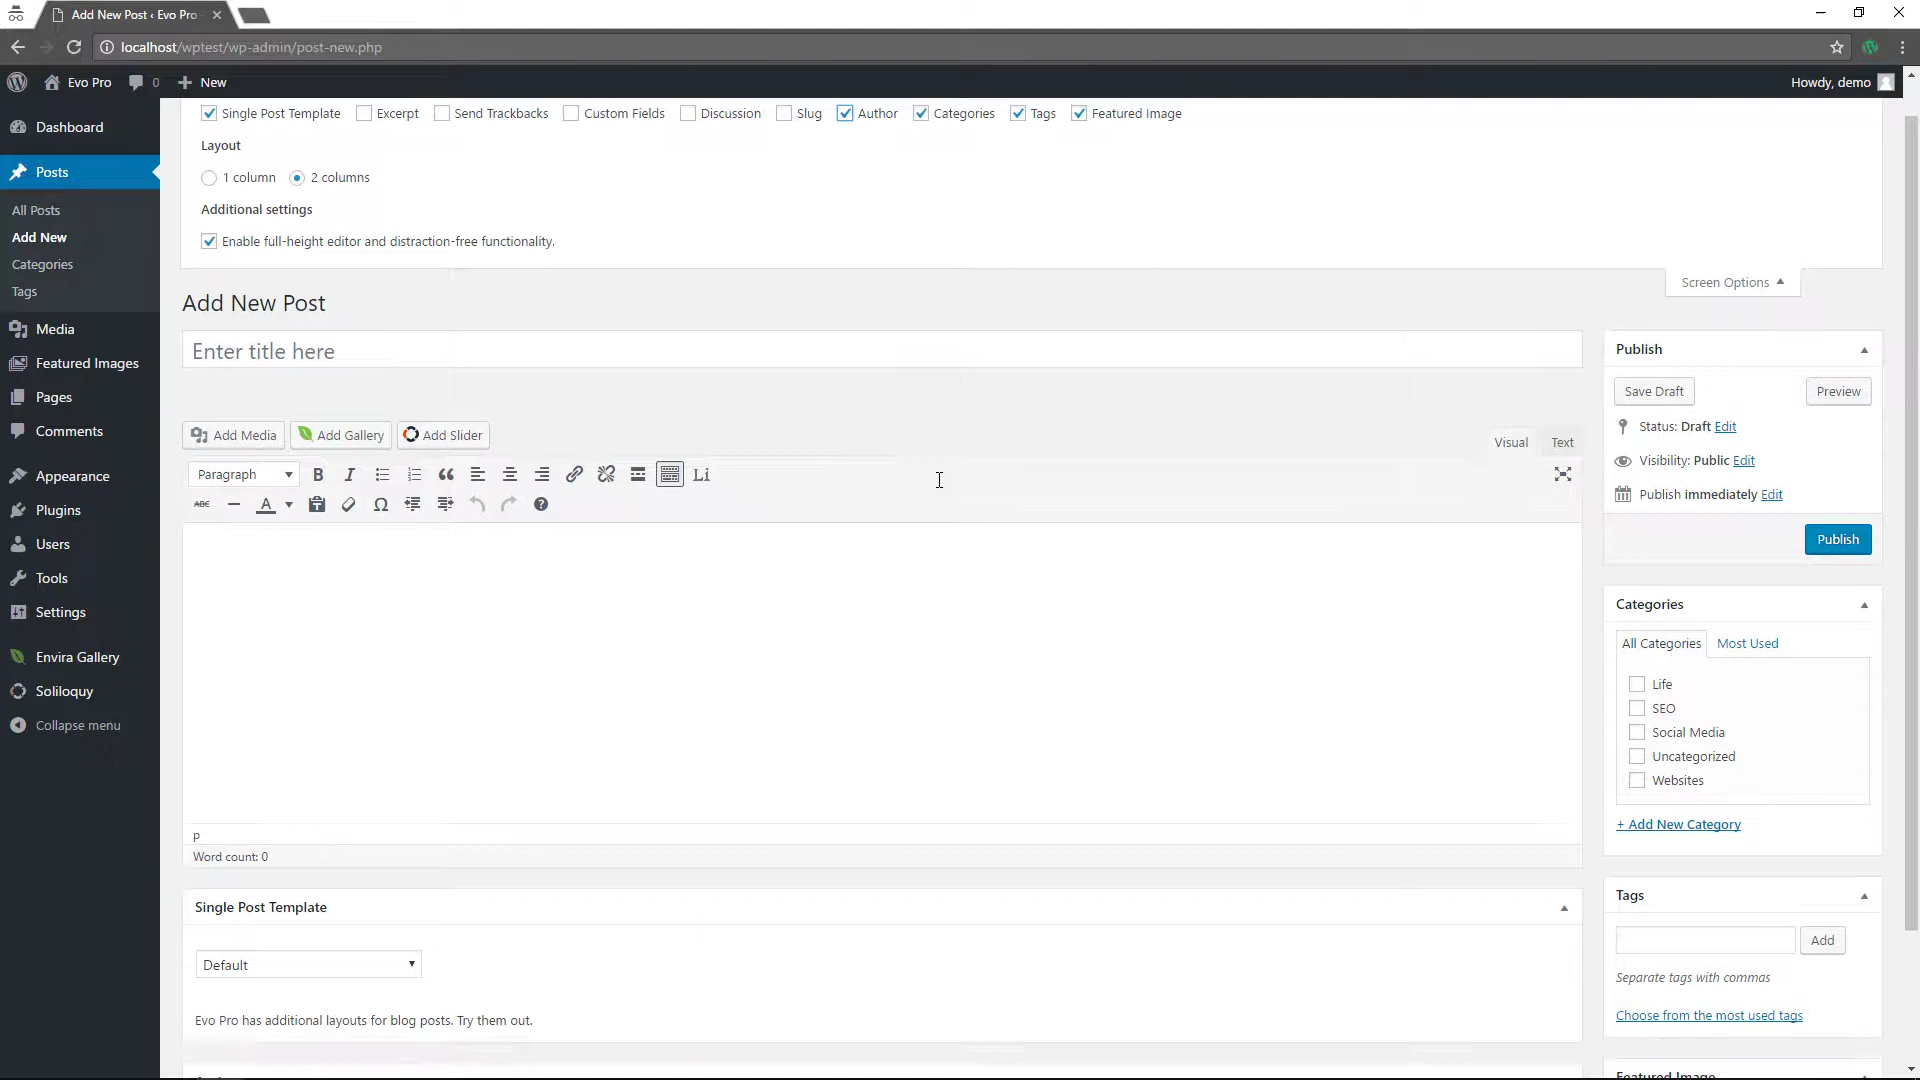 Add New Post ‹ Evo Pro
localhost/wptest/wp-admin/post-new.php
Evo Pro 0 New Howdy, demo
Dashboard
Posts
All Posts
Add New
Categories
Tags
Media
Featured Images
Pages
Comments
Appearance
Plugins
Users
Tools
Settings
Envira Gallery
Soliloquy
Collapse menu
Single Post Template Excerpt Send Trackbacks Custom Fields Discussion Slug Author Categories Tags Featured Image
Layout
1 column 2 columns
Additional settings
Enable full-height editor and distraction-free functionality.
Screen Options
Add New Post
Enter title here
Add Media Add Gallery Add Slider
Visual Text
Paragraph B I Li
ABC A Ω
p
Word count: 0
Single Post Template
Default
Evo Pro has additional layouts for blog posts. Try them out.
Publish
Save Draft Preview
Status: Draft Edit
Visibility: Public Edit
Publish immediately Edit
Publish
Categories
All Categories Most Used
Life
SEO
Social Media
Uncategorized
Websites
+ Add New Category
Tags
Add
Separate tags with commas
Choose from the most used tags
Featured Image